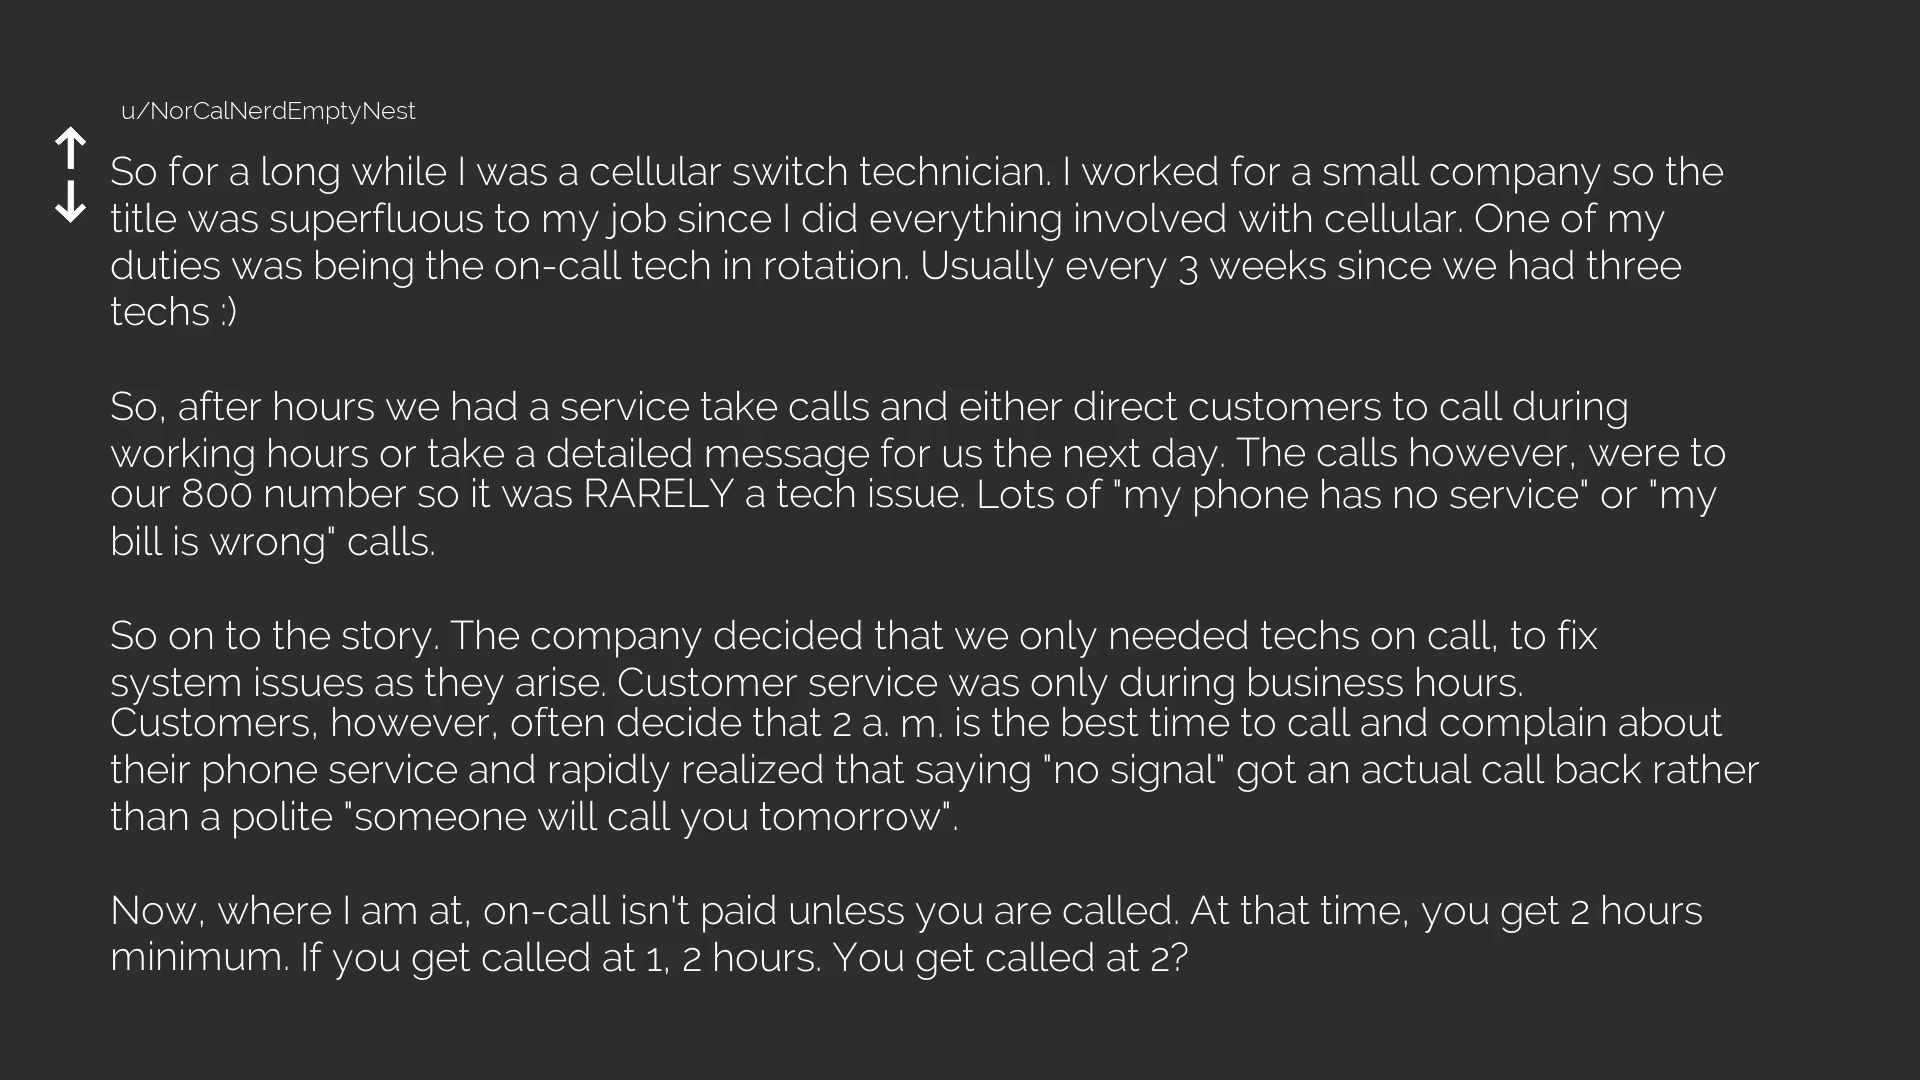 u/NorCalNerdEmptyNest
So for a long while I was a cellular switch technician. I worked for a small company so the
title was superfluous to my job since I did everything involved with cellular. One of my
duties was being the on-call tech in rotation. Usually every 3 weeks since we had three
techs :)
So, after hours we had a service take calls and either direct customers to call during
working hours or take a detailed message for us the next day. The calls however, were to
our 800 number so it was RARELY a tech issue. Lots of "my phone has no service" or "my
bill is wrong" calls.
So on to the story. The company decided that we only needed techs on call, to fix
system issues as they arise. Customer service was only during business hours.
Customers, however, often decide that 2 a. m. is the best time to call and complain about
their phone service and rapidly realized that saying "no signal" got an actual call back rather
than a polite "someone will call you tomorrow".
Now, where I am at, on-call isn't paid unless you are called. At that time, you get 2 hours
minimum. If you get called at 1, 2 hours. You get called at 2?